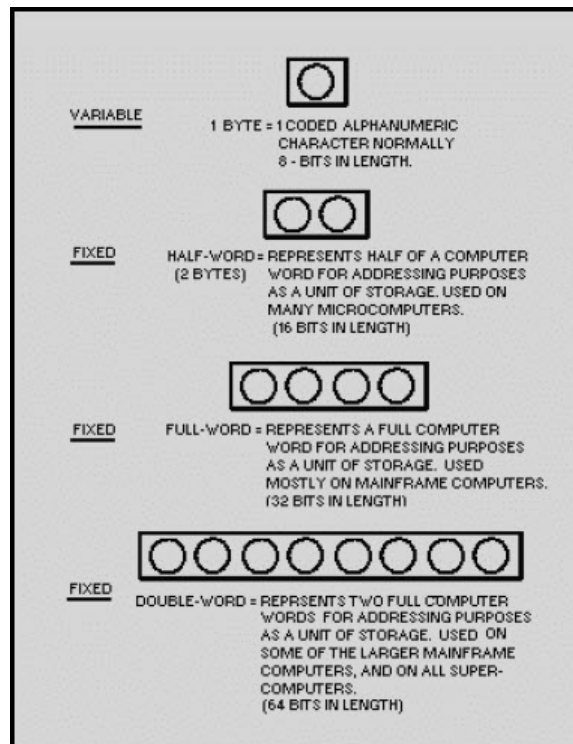 VARIABLE
1 BYTE = 1 CODED ALPHANUMERIC
CHARACTER NORMALLY
8 - BITS IN LENGTH.
FIXED
HALF-WORD = REPRESENTS HALF OF A COMPUTER
(2 BYTES) WORD FOR ADDRESSING PURPOSES
AS A UNIT OF STORAGE. USED ON
MANY MICROCOMPUTERS.
(16 BITS IN LENGTH)
FIXED
FULL-WORD = REPRESENTS A FULL COMPUTER
WORD FOR ADDRESSING PURPOSES
AS A UNIT OF STORAGE. USED
MOSTLY ON MAINFRAME COMPUTERS.
(32 BITS IN LENGTH)
FIXED
DOUBLE-WORD = REPRSENTS TWO FULL COMPUTER
WORDS FOR ADDRESSING PURPOSES
AS A UNIT OF STORAGE. USED ON
SOME OF THE LARGER MAINFRAME
COMPUTERS, AND ON ALL SUPER-
COMPUTERS.
(64 BITS IN LENGTH)